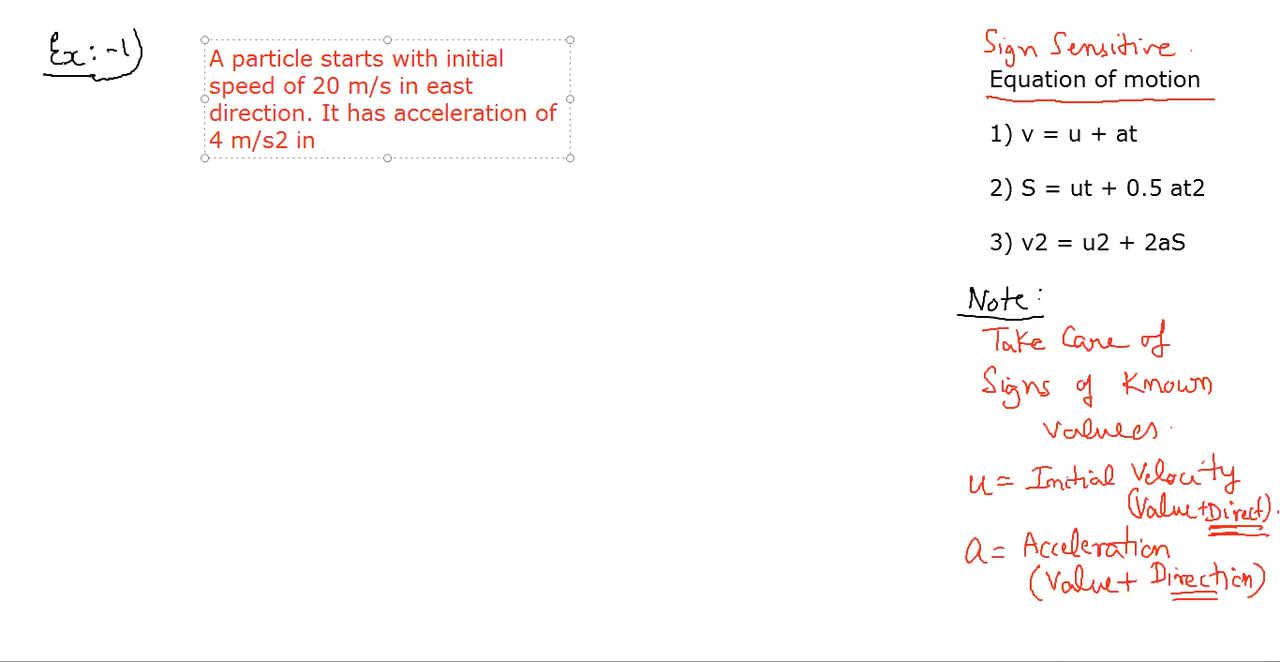 Ex: -1)
A particle starts with initial
speed of 20 m/s in east
direction. It has acceleration of
4 m/s2 in
Sign Sensitive.
Equation of motion
1) v = u + at
2) S = ut + 0.5 at2
3) v2 = u2 + 2aS
Note:
Take Care of
Signs of Known
Values.
u = Initial Velocity
(Value + Direct).
a = Acceleration
(Value + Direction)